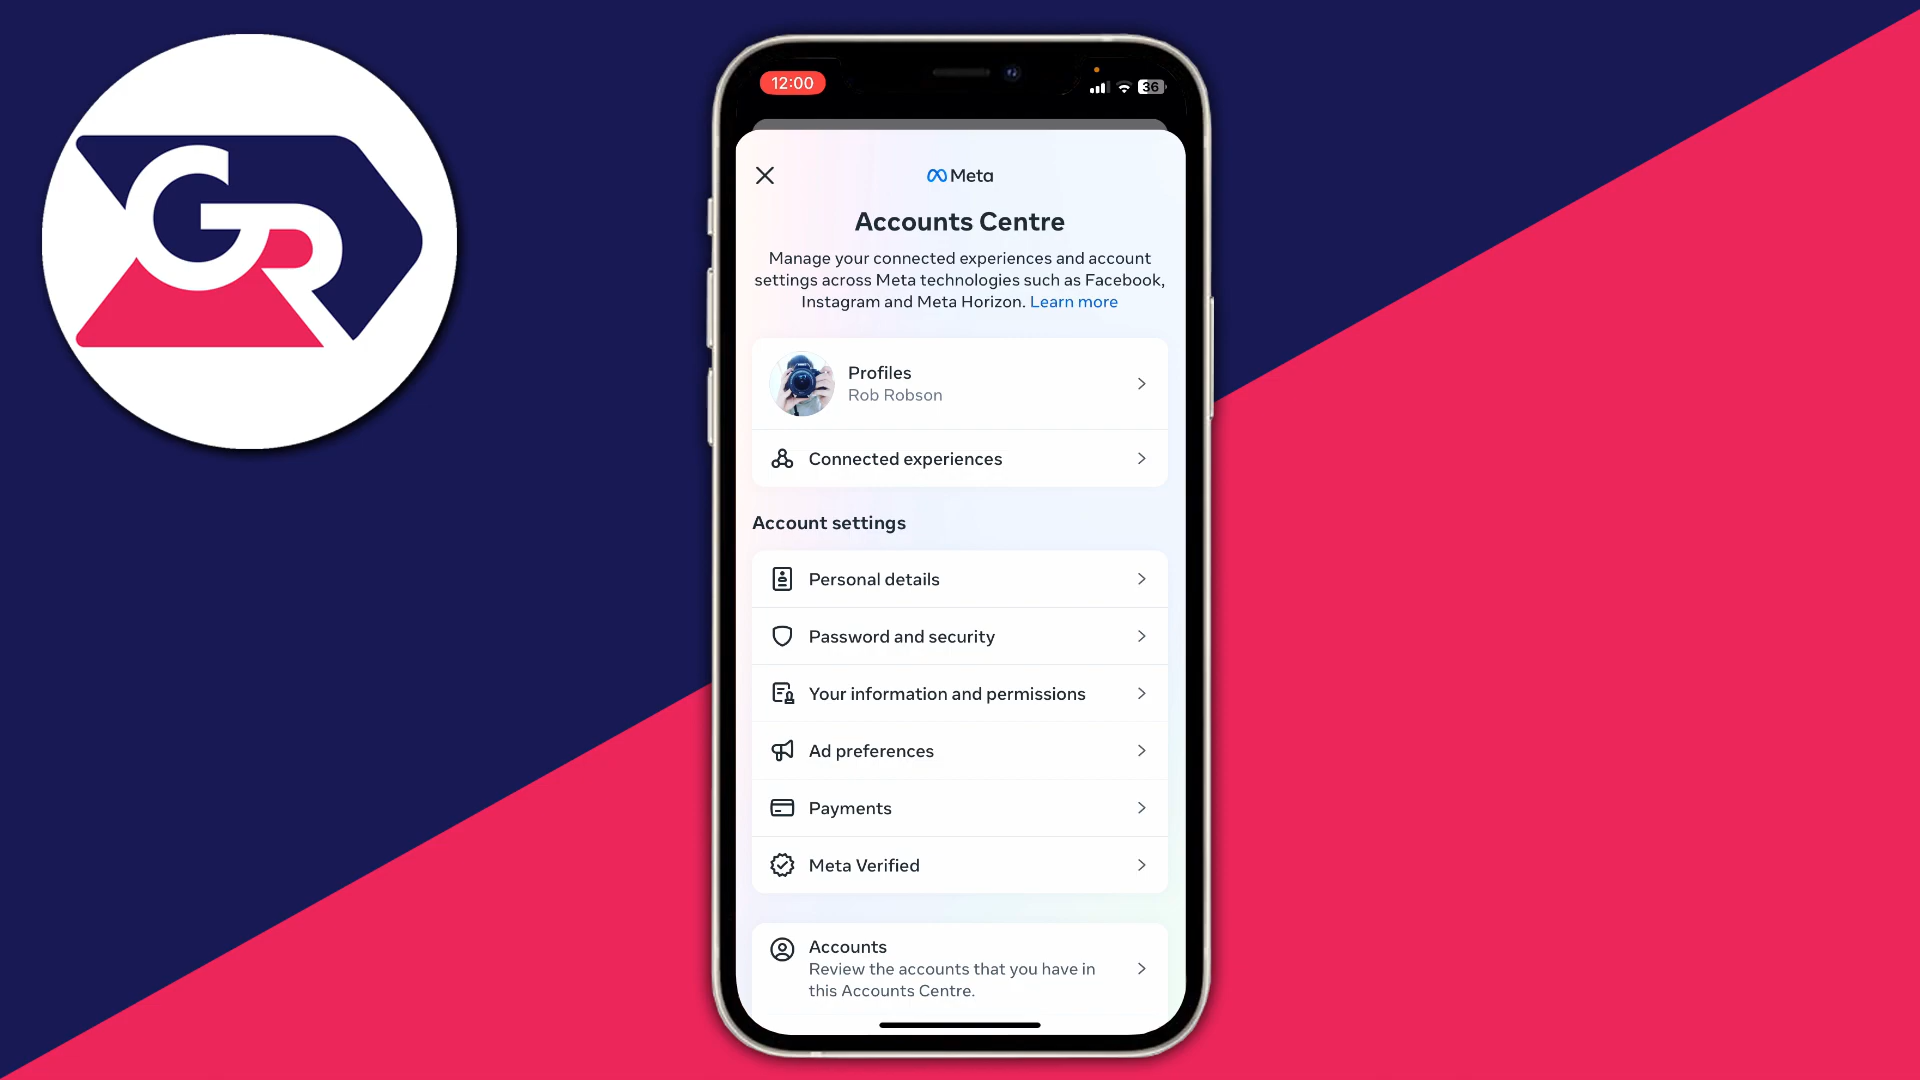 GR
12:00
36
Meta
Accounts Centre
Manage your connected experiences and account
settings across Meta technologies such as Facebook,
Instagram and Meta Horizon. Learn more
Profiles
Rob Robson
Connected experiences
Account settings
Personal details
Password and security
Your information and permissions
Ad preferences
Payments
Meta Verified
Accounts
Review the accounts that you have in
this Accounts Centre.